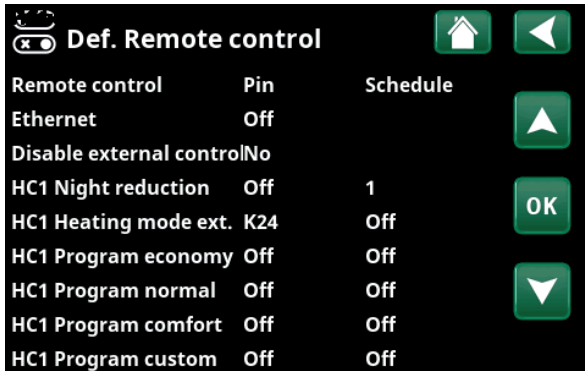 Def. Remote control
Remote control Pin Schedule
Ethernet Off
Disable external control No
HC1 Night reduction Off 1
OK
HC1 Heating mode ext. K24 Off
HC1 Program economy Off Off
HC1 Program normal Off Off
HC1 Program comfort Off Off
HC1 Program custom Off Off